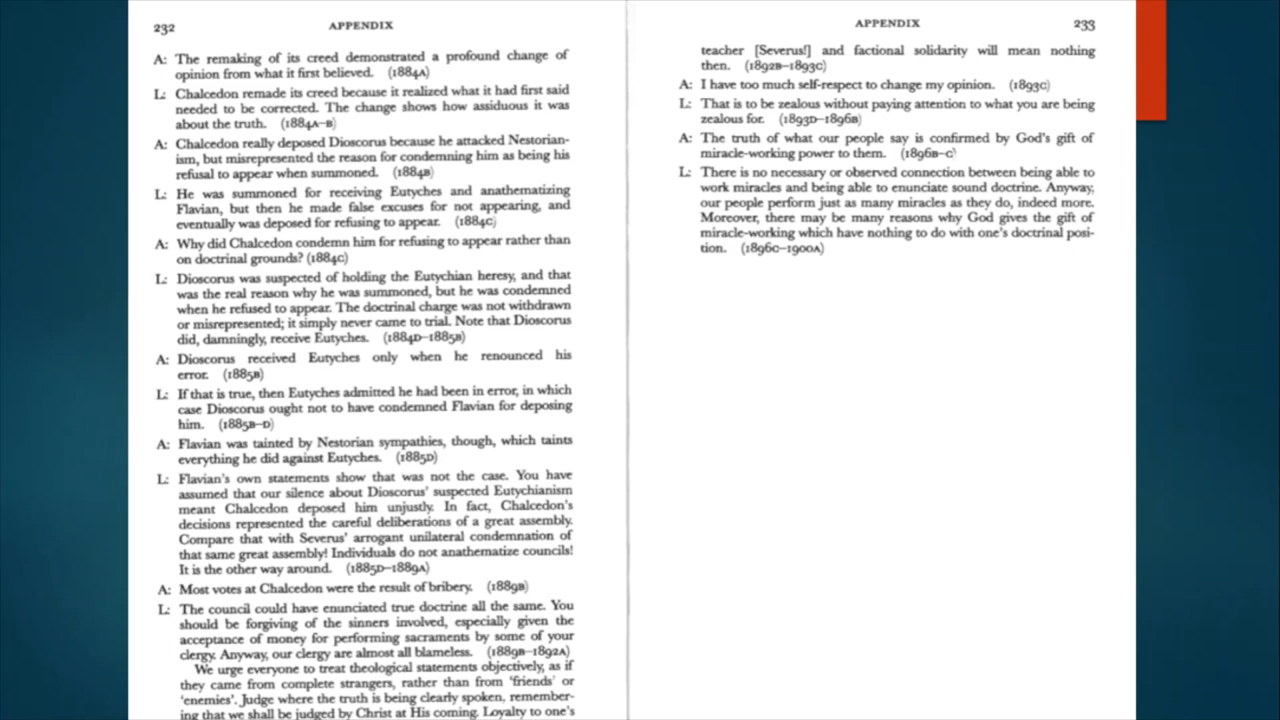 232
APPENDIX
A: The remaking of its creed demonstrated a profound change of
opinion from what it first believed. (1884A)
L: Chalcedon remade its creed because it realized what it had first said
needed to be corrected. The change shows how assiduous it was
about the truth. (1884A–B)
A: Chalcedon really deposed Dioscorus because he attacked Nestorian-
ism, but misrepresented the reason for condemning him as being his
refusal to appear when summoned. (1884B)
L: He was summoned for receiving Eutyches and anathematizing
Flavian, but then he made false excuses for not appearing, and
eventually was deposed for refusing to appear. (1884C)
A: Why did Chalcedon condemn him for refusing to appear rather than
on doctrinal grounds? (1884C)
L: Dioscorus was suspected of holding the Eutychian heresy, and that
was the real reason why he was summoned, but he was condemned
when he refused to appear. The doctrinal charge was not withdrawn
or misrepresented; it simply never came to trial. Note that Dioscorus
did, damningly, receive Eutyches. (1884D–1885B)
A: Dioscorus received Eutyches only when he renounced his
error. (1885B)
L: If that is true, then Eutyches admitted he had been in error, in which
case Dioscorus ought not to have condemned Flavian for deposing
him. (1885B–D)
A: Flavian was tainted by Nestorian sympathies, though, which taints
everything he did against Eutyches. (1885D)
L: Flavian's own statements show that was not the case. You have
assumed that our silence about Dioscorus' suspected Eutychianism
meant Chalcedon deposed him unjustly. In fact, Chalcedon's
decisions represented the careful deliberations of a great assembly.
Compare that with Severus' arrogant unilateral condemnation of
that same great assembly! Individuals do not anathematize councils!
It is the other way around. (1885D–1889A)
A: Most votes at Chalcedon were the result of bribery. (1889B)
L: The council could have enunciated true doctrine all the same. You
should be forgiving of the sinners involved, especially given the
acceptance of money for performing sacraments by some of your
clergy. Anyway, our clergy are almost all blameless. (1889B–1892A)
We urge everyone to treat theological statements objectively, as if
they came from complete strangers, rather than from 'friends' or
'enemies'. Judge where the truth is being clearly spoken, remember-
ing that we shall be judged by Christ at His coming. Loyalty to one's
APPENDIX
233
teacher [Severus!] and factional solidarity will mean nothing
then. (1892B–1893C)
A: I have too much self-respect to change my opinion. (1893C)
L: That is to be zealous without paying attention to what you are being
zealous for. (1893D–1896B)
A: The truth of what our people say is confirmed by God's gift of
miracle-working power to them. (1896B–C)
L: There is no necessary or observed connection between being able to
work miracles and being able to enunciate sound doctrine. Anyway,
our people perform just as many miracles as they do, indeed more.
Moreover, there may be many reasons why God gives the gift of
miracle-working which have nothing to do with one's doctrinal posi-
tion. (1896C–1900A)